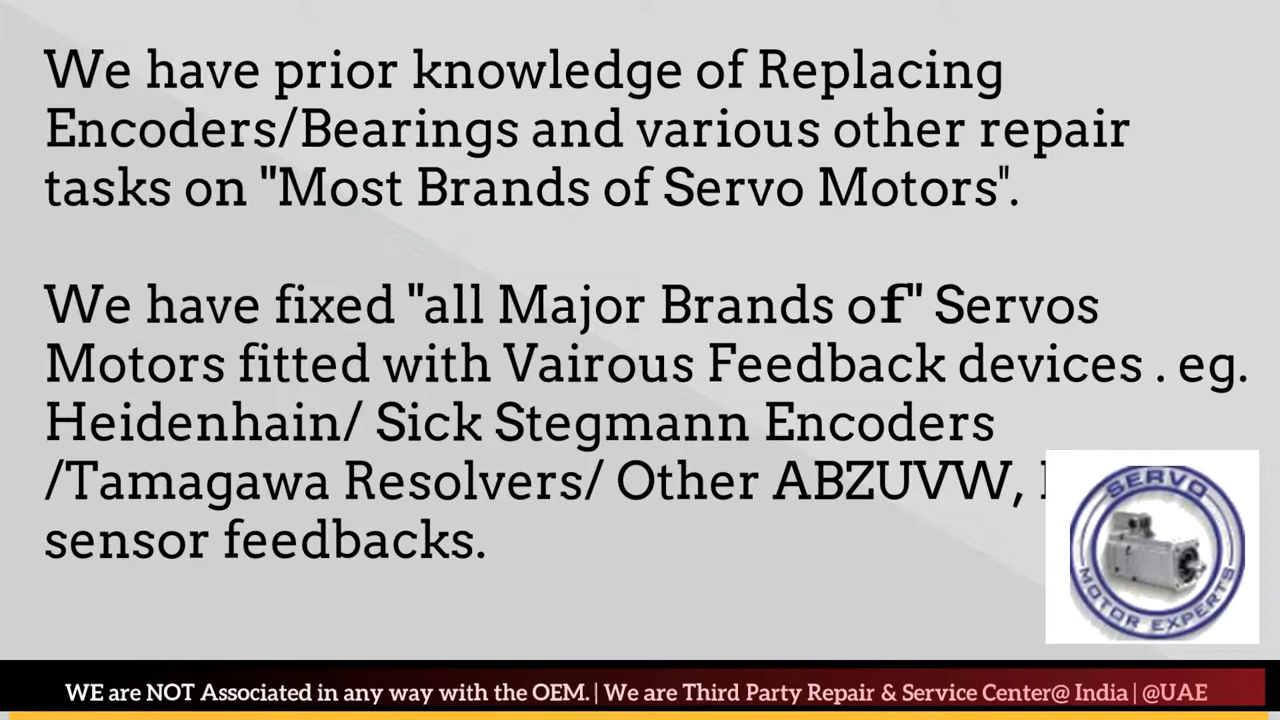 We have prior knowledge of Replacing
Encoders/Bearings and various other repair
tasks on "Most Brands of Servo Motors".
We have fixed "all Major Brands of" Servos
Motors fitted with Vairous Feedback devices . eg.
Heidenhain/ Sick Stegmann Encoders
/Tamagawa Resolvers/ Other ABZUVW,
sensor feedbacks.
SERVO
MOTOR EXPERTS
WE are NOT Associated in any way with the OEM. | We are Third Party Repair & Service Center@ India | @UAE